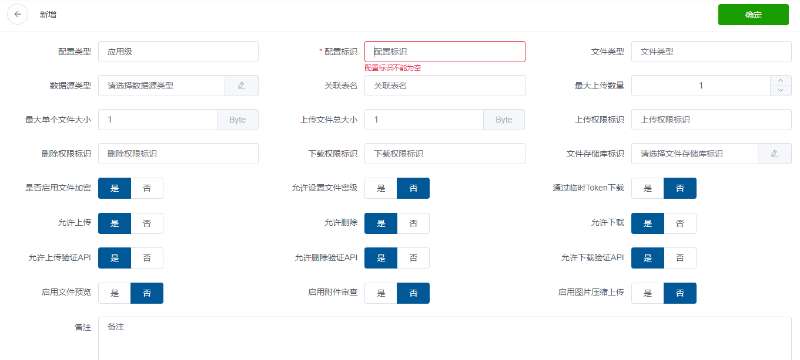 新增 确定
配置类型 应用级 * 配置标识 配置标识 文件类型 文件类型
配置标识不能为空
数据源类型 请选择数据源类型 关联表名 关联表名 最大上传数量 1
最大单个文件大小 1 Byte 上传文件总大小 1 Byte 上传权限标识 上传权限标识
删除权限标识 删除权限标识 下载权限标识 下载权限标识 文件存储库标识 请选择文件存储库标识
是否启用文件加密 是 否 允许设置文件密级 是 否 通过临时Token下载 是 否
允许上传 是 否 允许删除 是 否 允许下载 是 否
允许上传验证API 是 否 允许删除验证API 是 否 允许下载验证API 是 否
启用文件预览 是 否 启用附件审查 是 否 启用图片压缩上传 是 否
备注 备注